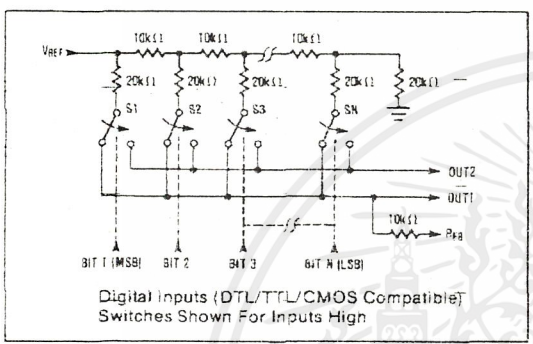 10kΩ 10kΩ 10kΩ
VREF
20kΩ 20kΩ 20kΩ 20kΩ 20kΩ
S1 S2 S3 SN
OUT2
OUT1
10kΩ
RFB
BIT 1 (MSB) BIT 2 BIT 3 BIT N (LSB)
Digital Inputs (DTL/TTL/CMOS Compatible)
Switches Shown For Inputs High